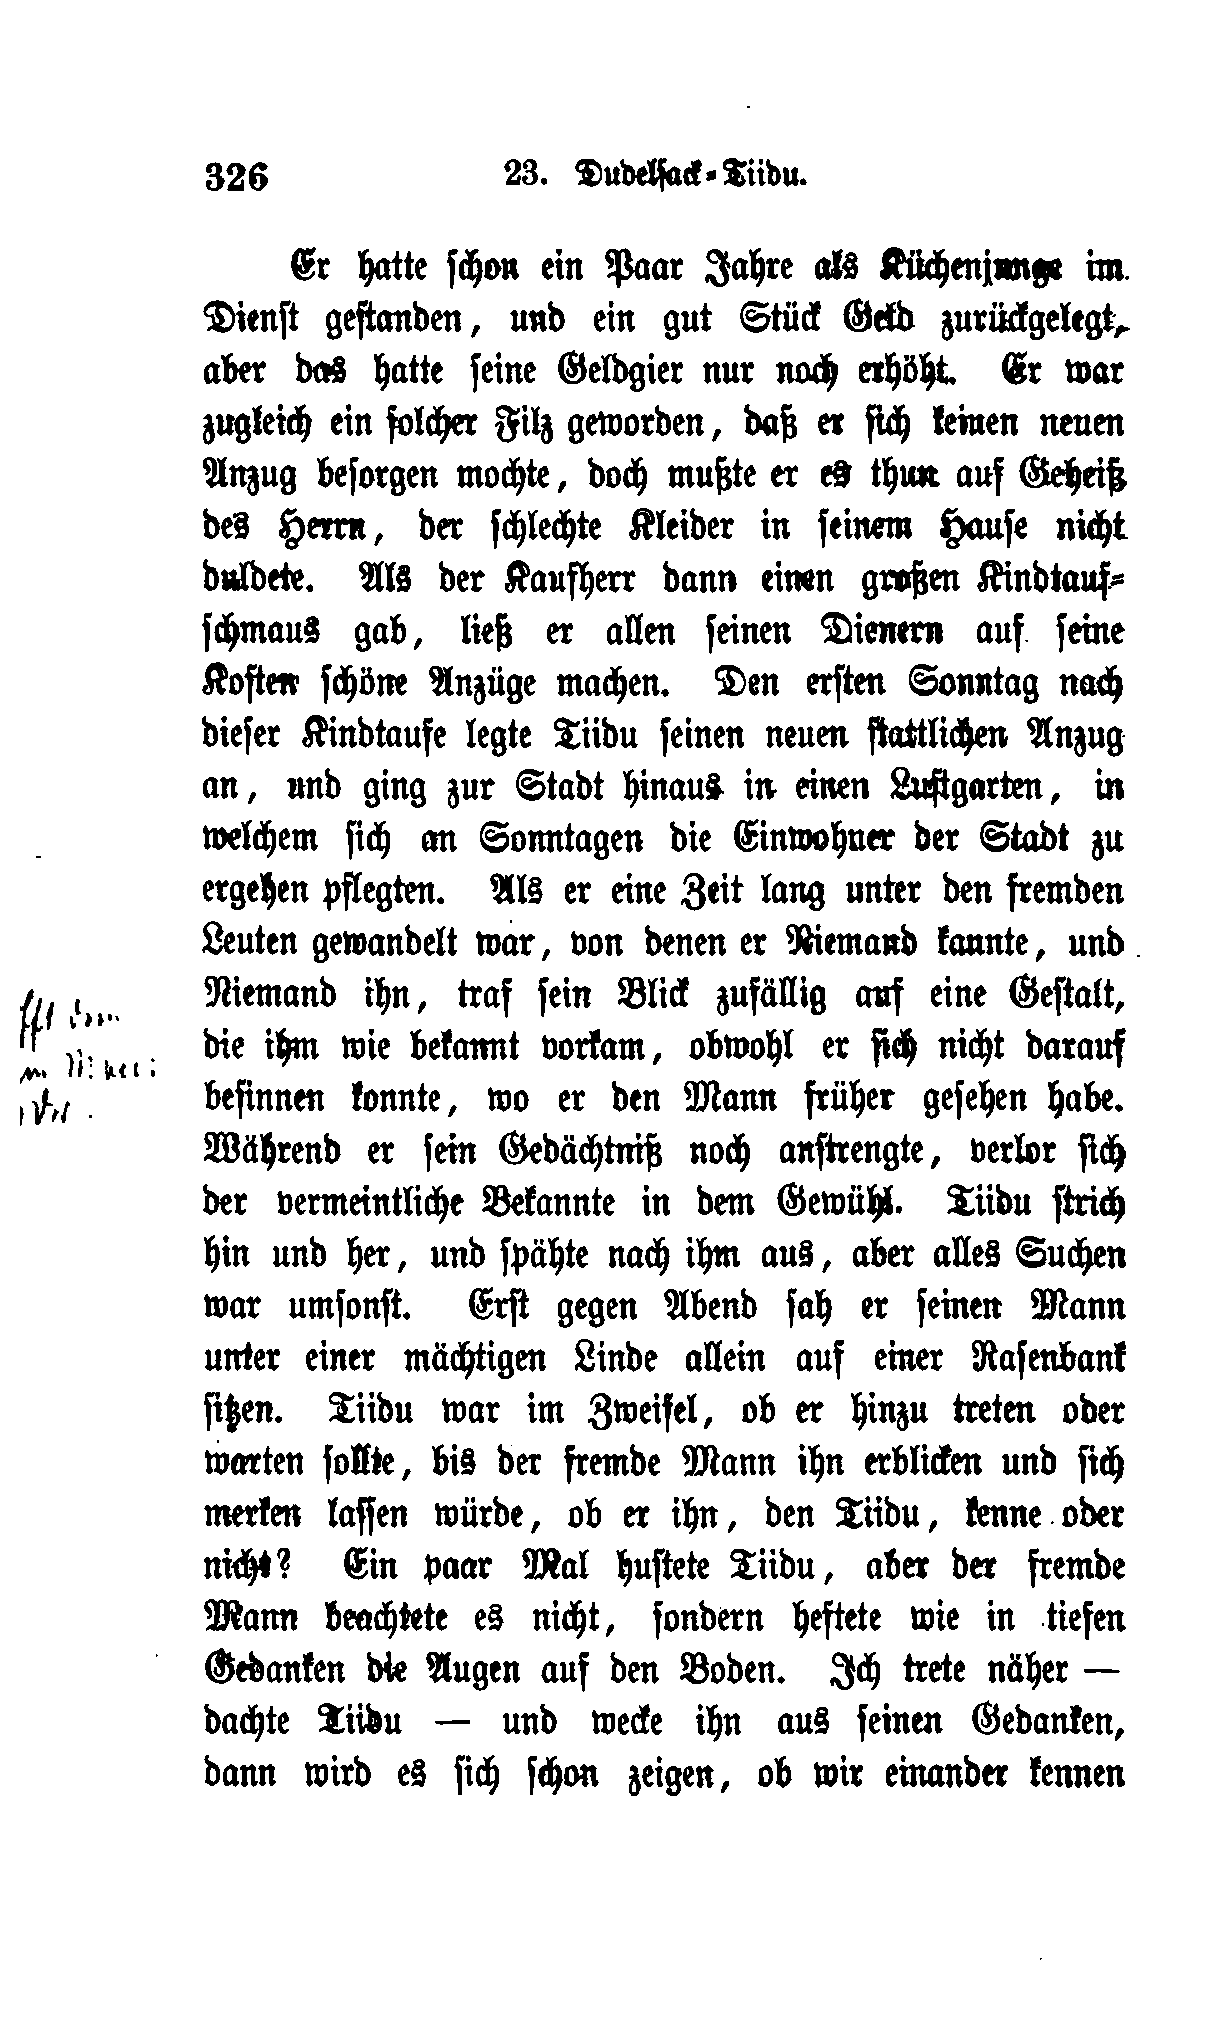 326
23. Dudelsack-Tiidu.
Er hatte schon ein Paar Jahre als Küchenjunge im
Dienst gestanden, und ein gut Stück Geld zurückgelegt,
aber das hatte seine Geldgier nur noch erhöht. Er war
zugleich ein solcher Filz geworden, daß er sich keinen neuen
Anzug besorgen mochte, doch mußte er es thun auf Geheiß
des Herrn, der schlechte Kleider in seinem Hause nicht
duldete. Als der Kaufherr dann einen großen Kindtauf-
schmaus gab, ließ er allen seinen Dienern auf seine
Kosten schöne Anzüge machen. Den ersten Sonntag nach
dieser Kindtaufe legte Tiidu seinen neuen stattlichen Anzug
an, und ging zur Stadt hinaus in einen Lustgarten, in
welchem sich an Sonntagen die Einwohner der Stadt zu
ergehen pflegten. Als er eine Zeit lang unter den fremden
Leuten gewandelt war, von denen er Niemand kannte, und
Niemand ihn, traf sein Blick zufällig auf eine Gestalt,
die ihm wie bekannt vorkam, obwohl er sich nicht darauf
besinnen konnte, wo er den Mann früher gesehen habe.
Während er sein Gedächtniß noch anstrengte, verlor sich
der vermeintliche Bekannte in dem Gewühl. Tiidu strich
hin und her, und spähte nach ihm aus, aber alles Suchen
war umsonst. Erst gegen Abend sah er seinen Mann
unter einer mächtigen Linde allein auf einer Rasenbank
sitzen. Tiidu war im Zweifel, ob er hinzu treten oder
warten sollte, bis der fremde Mann ihn erblicken und sich
merken lassen würde, ob er ihn, den Tiidu, kenne oder
nicht? Ein paar Mal hustete Tiidu, aber der fremde
Mann beachtete es nicht, sondern heftete wie in tiefen
Gedanken die Augen auf den Boden. Ich trete näher —
dachte Tiidu — und wecke ihn aus seinen Gedanken,
dann wird es sich schon zeigen, ob wir einander kennen